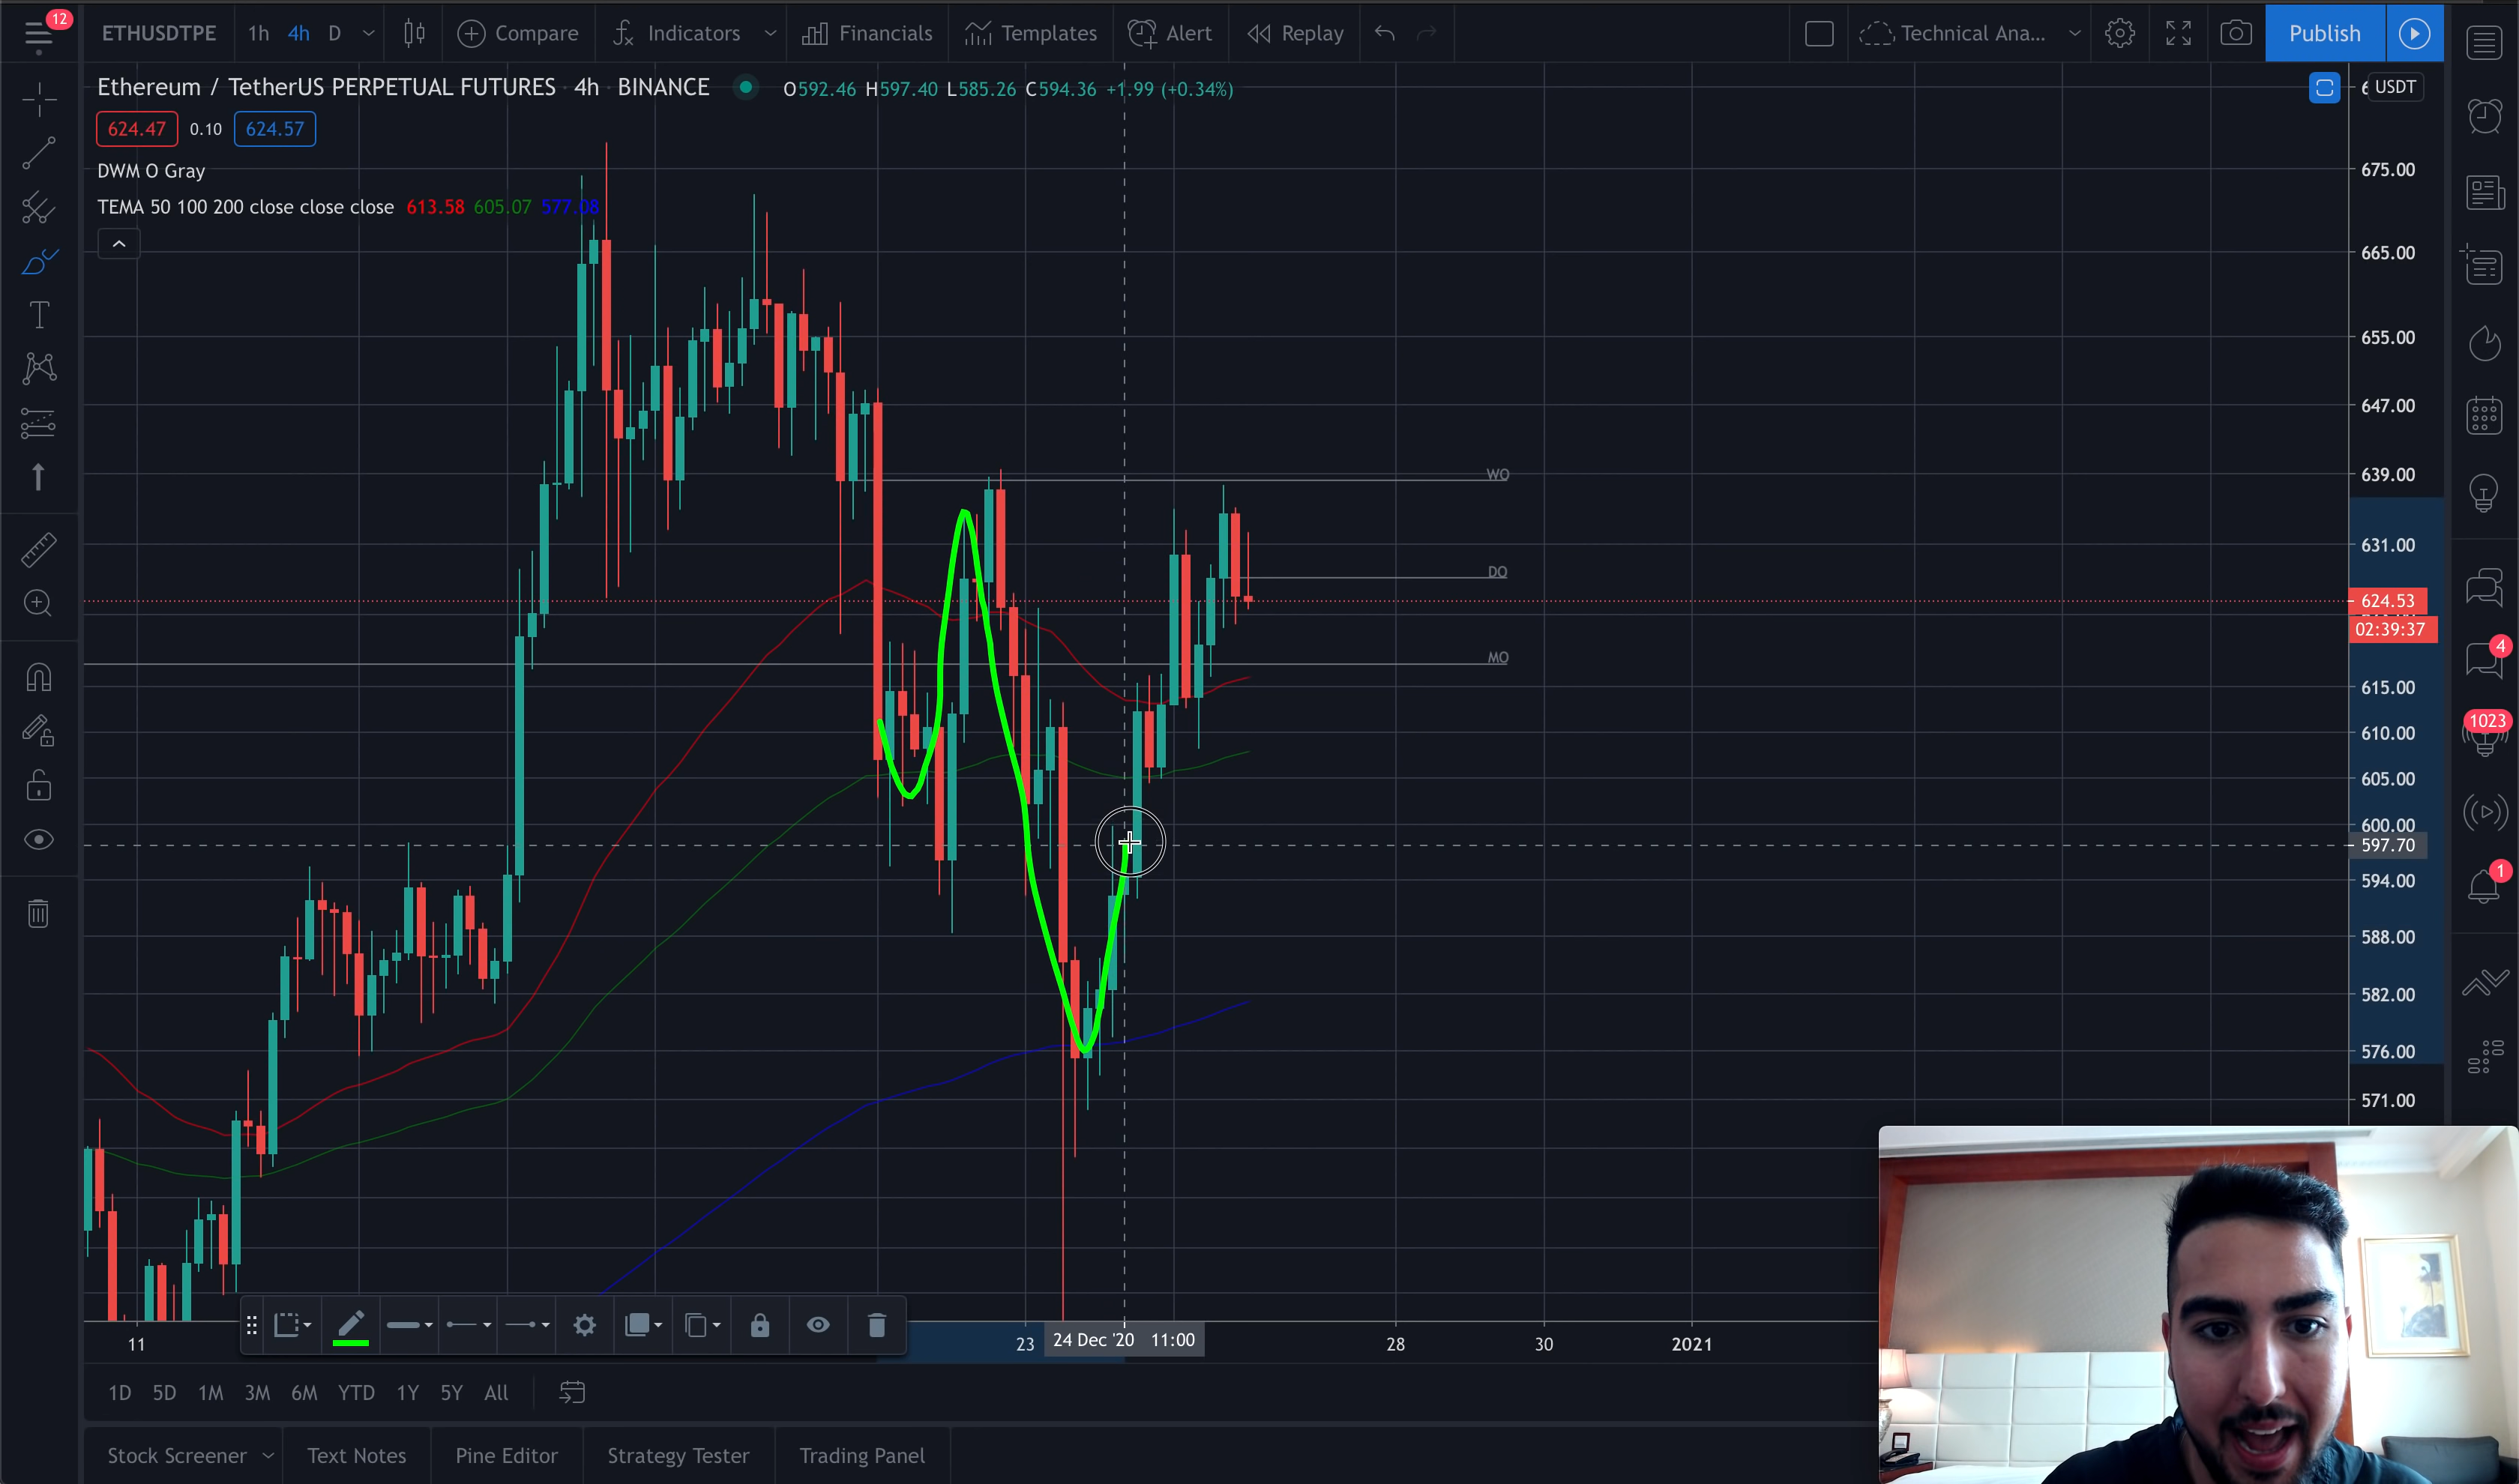 12
ETHUSDTPE 1h 4h D Compare Indicators Financials Templates Alert Replay Technical Ana... Publish
Ethereum / TetherUS PERPETUAL FUTURES · 4h · BINANCE O592.46 H597.40 L585.26 C594.36 +1.99 (+0.34%)
USDT
624.47 0.10 624.57
DWM O Gray
TEMA 50 100 200 close close close 613.58 605.07 577.08
675.00
665.00
655.00
647.00
WO
639.00
631.00
DO
624.53
02:39:37
MO
4
615.00
1023
610.00
605.00
600.00
597.70
1
594.00
588.00
582.00
576.00
571.00
11 23 24 Dec '20 11:00 28 30 2021
1D 5D 1M 3M 6M YTD 1Y 5Y All
Stock Screener Text Notes Pine Editor Strategy Tester Trading Panel